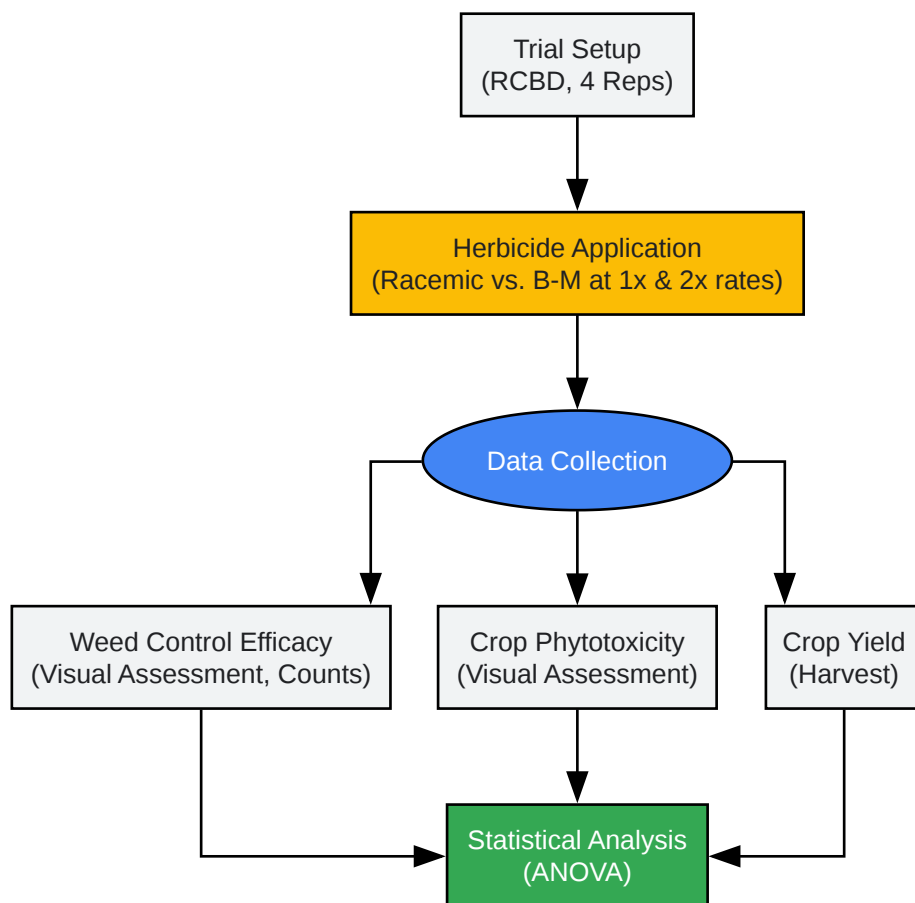 Trial Setup
(RCBD, 4 Reps)
Herbicide Application
(Racemic vs. B-M at 1x & 2x rates)
Data Collection
Weed Control Efficacy
(Visual Assessment, Counts)
Crop Phytotoxicity
(Visual Assessment)
Crop Yield
(Harvest)
Statistical Analysis
(ANOVA)